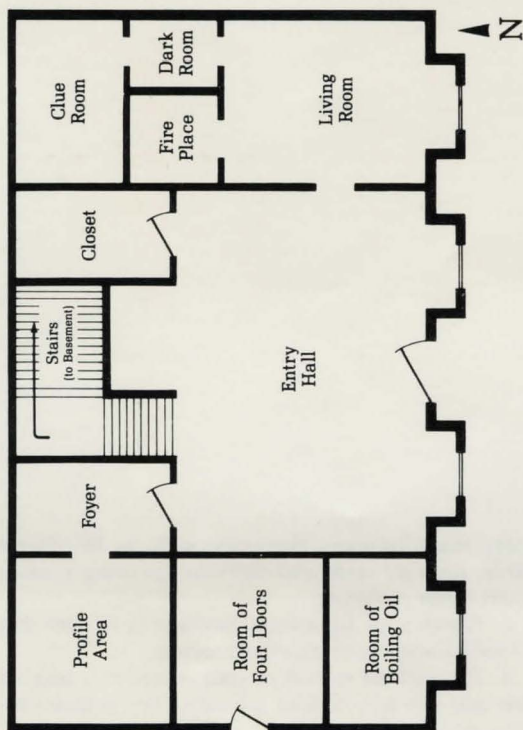 Clue
Room
Dark
Room
Fire
Place
Living
Room
Closet
Stairs
(to Basement)
Entry
Hall
Foyer
Profile
Area
Room of
Four Doors
Room of
Boiling Oil
N